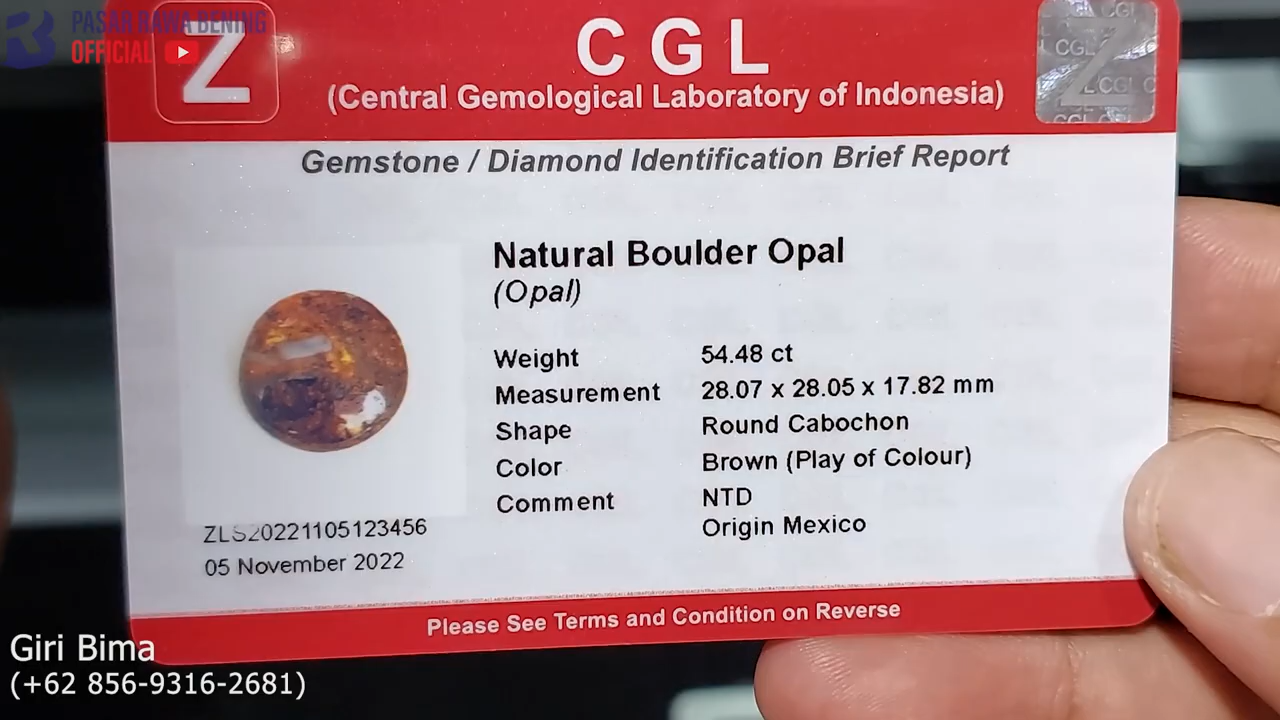 PASAR RAWA BENING
OFFICIAL
Z
CGL
(Central Gemological Laboratory of Indonesia)
Gemstone / Diamond Identification Brief Report
Natural Boulder Opal
(Opal)
Weight 54.48 ct
Measurement 28.07 x 28.05 x 17.82 mm
Shape Round Cabochon
Color Brown (Play of Colour)
Comment NTD
Origin Mexico
ZLS20221105123456
05 November 2022
Please See Terms and Condition on Reverse
Giri Bima
(+62 856-9316-2681)